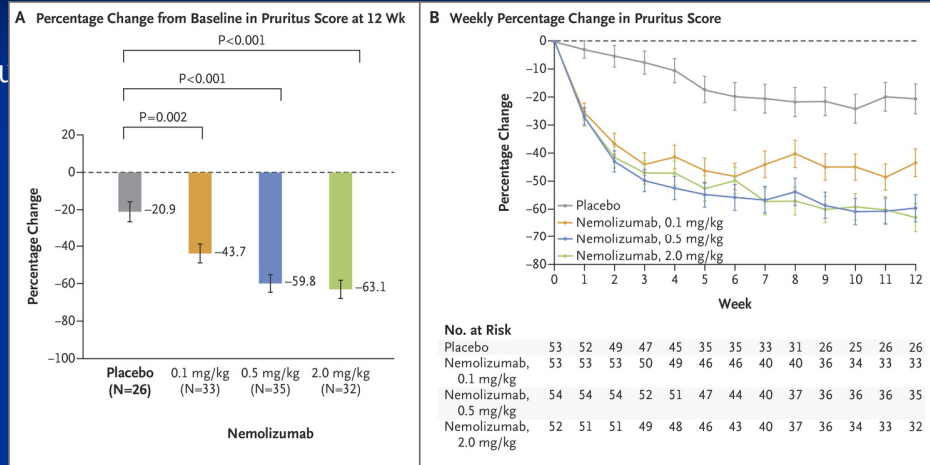 A Percentage Change from Baseline in Pruritus Score at 12 Wk
P<0.001
P<0.001
P=0.002
Percentage Change
20
0
−20
−40
−60
−80
−100
−20.9
−43.7
−59.8
−63.1
Placebo 0.1 mg/kg 0.5 mg/kg 2.0 mg/kg
(N=26) (N=33) (N=35) (N=32)
Nemolizumab
B Weekly Percentage Change in Pruritus Score
Percentage Change
−0
−10
−20
−30
−40
−50
−60
−70
−80
Placebo
Nemolizumab, 0.1 mg/kg
Nemolizumab, 0.5 mg/kg
Nemolizumab, 2.0 mg/kg
0 1 2 3 4 5 6 7 8 9 10 11 12
Week
No. at Risk
Placebo 53 52 49 47 45 35 35 33 31 26 25 26 26
Nemolizumab, 53 53 53 50 49 46 46 40 40 36 34 33 33
0.1 mg/kg
Nemolizumab, 54 54 54 52 51 47 44 40 37 36 36 36 35
0.5 mg/kg
Nemolizumab, 52 51 51 49 48 46 43 40 37 36 34 33 32
2.0 mg/kg